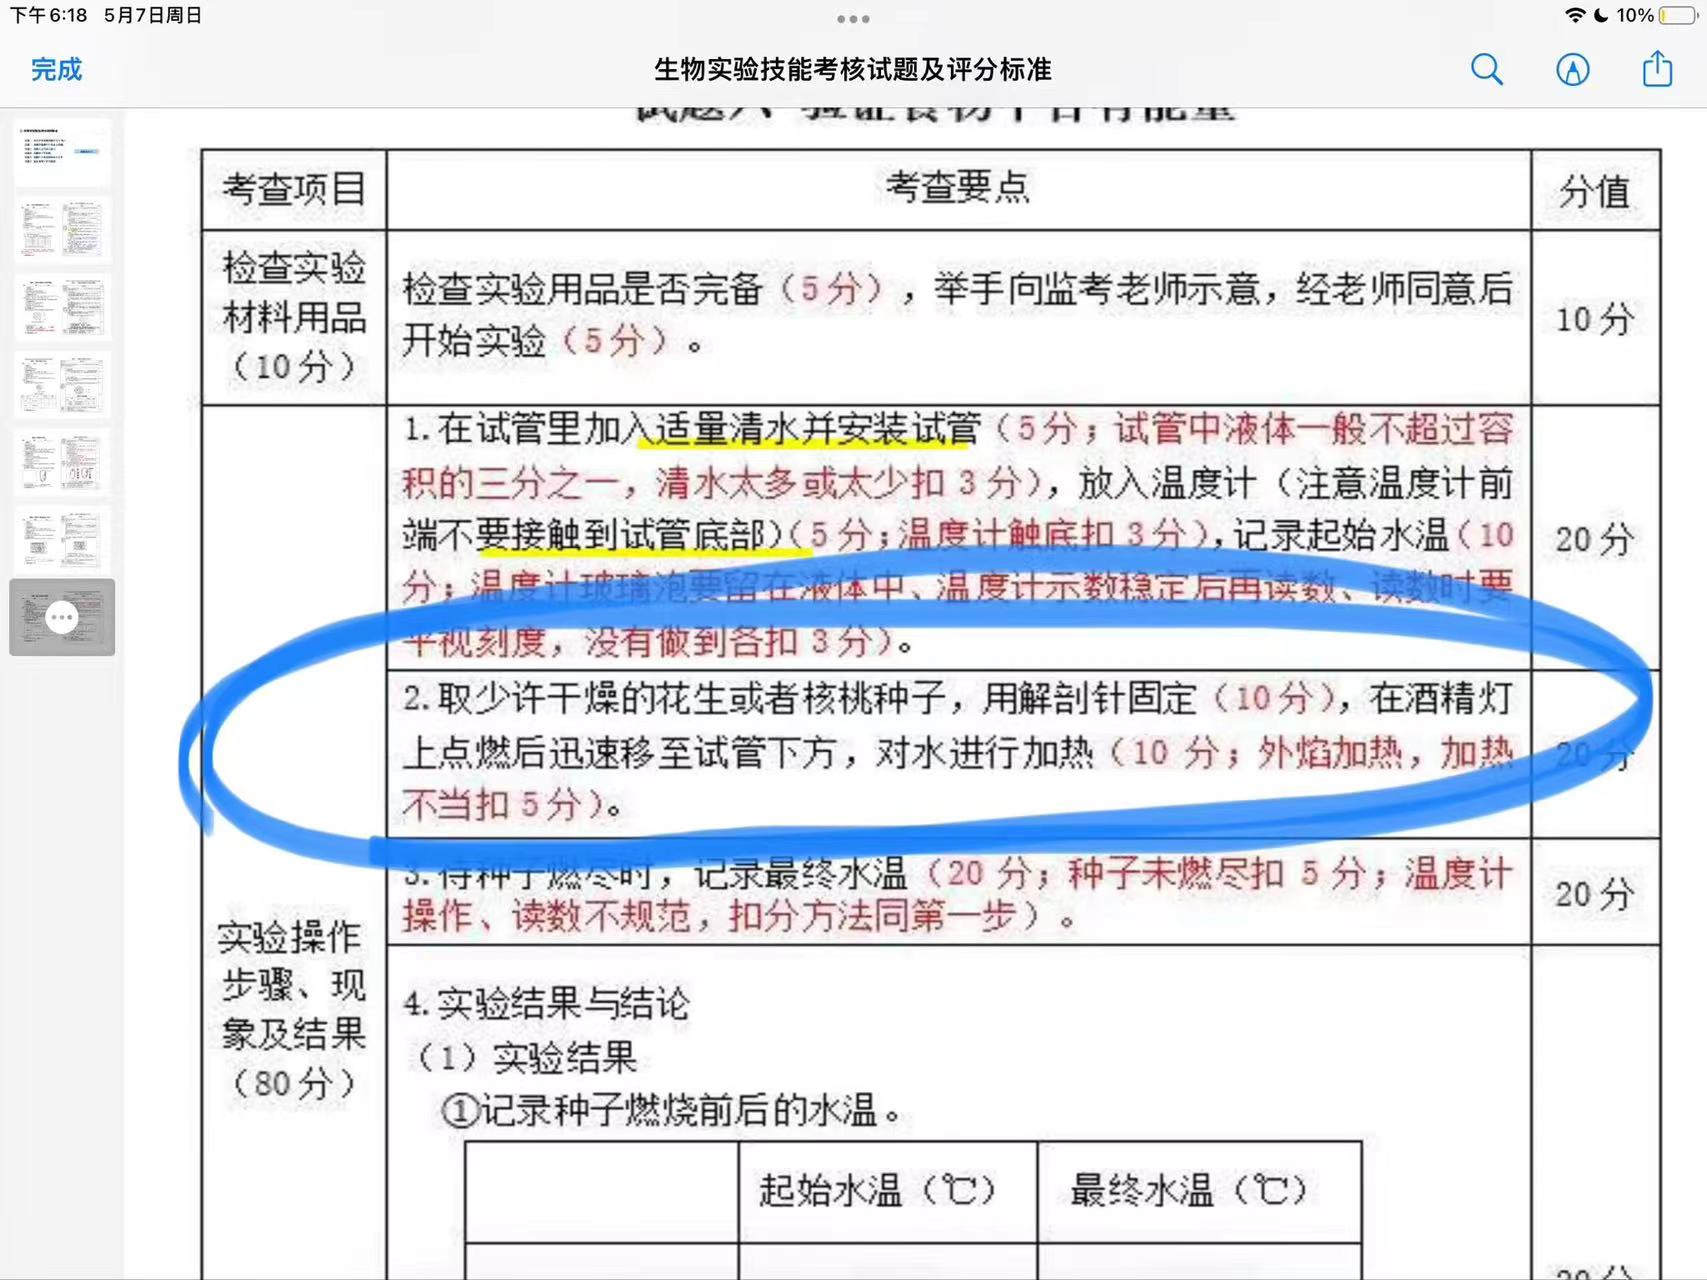 下午6:18 5月7日周日
10%
完成
生物实验技能考核试题及评分标准
试题六 验证食物中含有能量
考查项目
考查要点
分值
检查实验
材料用品
（10分）
检查实验用品是否完备（5分），举手向监考老师示意，经老师同意后
开始实验（5分）。
10分
1.在试管里加入适量清水并安装试管（5分；试管中液体一般不超过容
积的三分之一，清水太多或太少扣3分），放入温度计（注意温度计前
端不要接触到试管底部）（5分；温度计触底扣3分），记录起始水温（10
分；温度计玻璃泡要留在液体中、温度计示数稳定后再读数、读数时要
平视刻度，没有做到各扣3分）。
20分
2.取少许干燥的花生或者核桃种子，用解剖针固定（10分），在酒精灯
上点燃后迅速移至试管下方，对水进行加热（10分；外焰加热，加热
不当扣5分）。
20分
3.待种子燃尽时，记录最终水温（20分；种子未燃尽扣5分；温度计
操作、读数不规范，扣分方法同第一步）。
20分
实验操作
步骤、现
象及结果
（80分）
4.实验结果与结论
（1）实验结果
①记录种子燃烧前后的水温。
起始水温（℃）
最终水温（℃）
20分